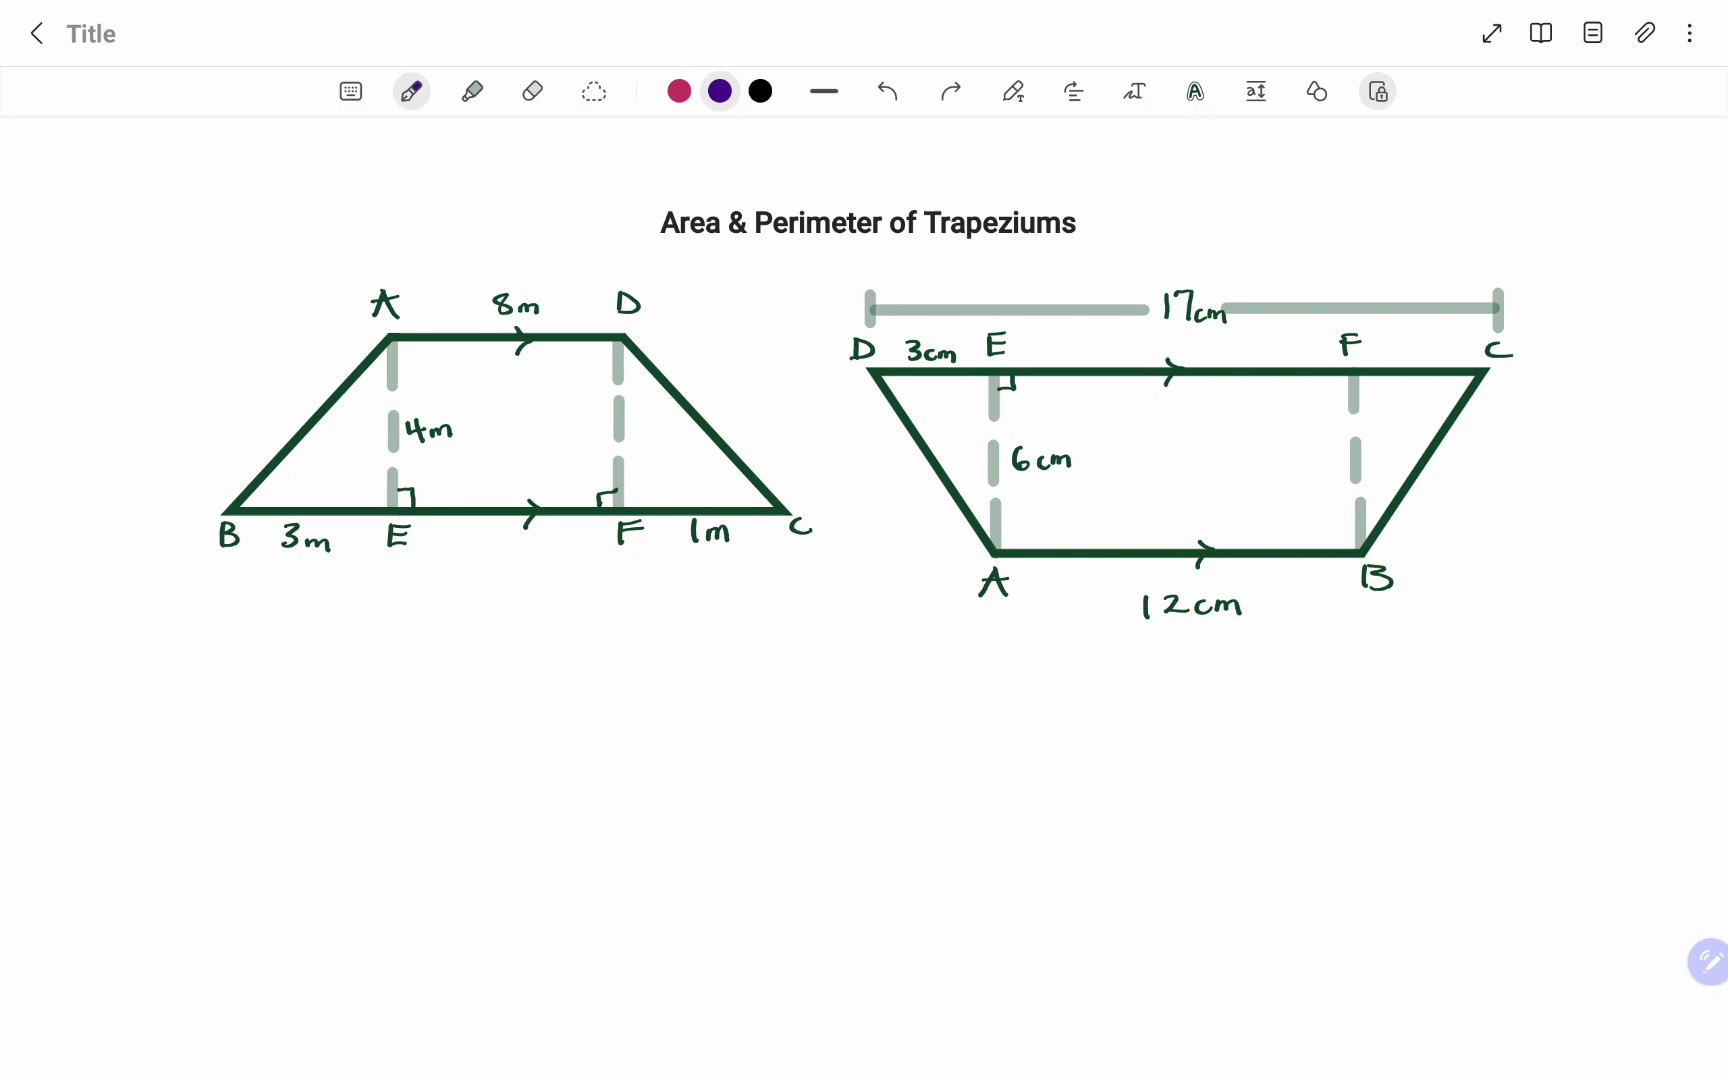 Title
Area & Perimeter of Trapeziums
A 8m D
4m
B 3m E F 1m C
17cm
D 3cm E F C
6cm
A B
12cm